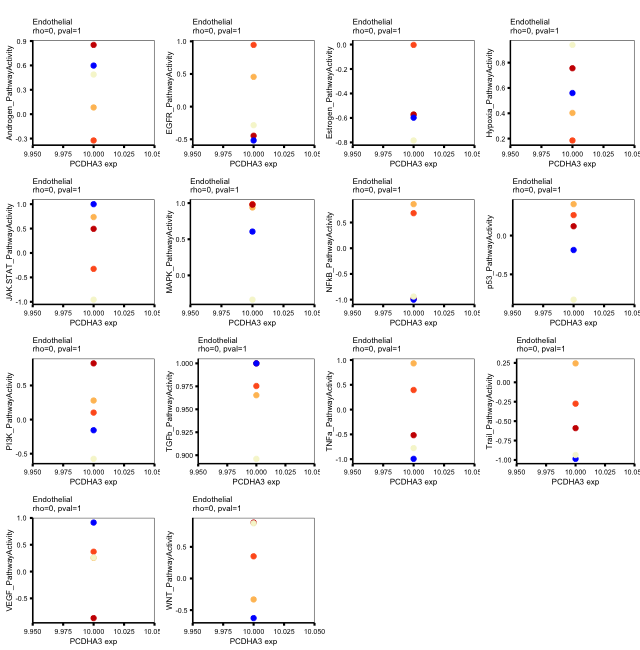 Endothelial
rho=0, pval=1
Androgen_PathwayActivity
0.9
0.6
0.3
0.0
-0.3
9.950 9.975 10.000 10.025 10.05
PCDHA3 exp
Endothelial
rho=0, pval=1
EGFR_PathwayActivity
1.0
0.5
0.0
-0.5
9.950 9.975 10.000 10.025 10.05
PCDHA3 exp
Endothelial
rho=0, pval=1
Estrogen_PathwayActivity
0.0
-0.2
-0.4
-0.6
-0.8
9.950 9.975 10.000 10.025 10.05
PCDHA3 exp
Endothelial
rho=0, pval=1
Hypoxia_PathwayActivity
0.8
0.6
0.4
0.2
9.950 9.975 10.000 10.025 10.05
PCDHA3 exp
Endothelial
rho=0, pval=1
JAK.STAT_PathwayActivity
1.0
0.5
0.0
-0.5
-1.0
9.950 9.975 10.000 10.025 10.05
PCDHA3 exp
Endothelial
rho=0, pval=1
MAPK_PathwayActivity
1.0
0.5
0.0
9.950 9.975 10.000 10.025 10.05
PCDHA3 exp
Endothelial
rho=0, pval=1
NFkB_PathwayActivity
0.5
0.0
-0.5
-1.0
9.950 9.975 10.000 10.025 10.05
PCDHA3 exp
Endothelial
rho=0, pval=1
p53_PathwayActivity
0.0
-0.5
9.950 9.975 10.000 10.025 10.05
PCDHA3 exp
Endothelial
rho=0, pval=1
PI3K_PathwayActivity
0.5
0.0
-0.5
9.950 9.975 10.000 10.025 10.05
PCDHA3 exp
Endothelial
rho=0, pval=1
TGFb_PathwayActivity
1.000
0.975
0.950
0.925
0.900
9.950 9.975 10.000 10.025 10.05
PCDHA3 exp
Endothelial
rho=0, pval=1
TNFa_PathwayActivity
1.0
0.5
0.0
-0.5
-1.0
9.950 9.975 10.000 10.025 10.05
PCDHA3 exp
Endothelial
rho=0, pval=1
Trail_PathwayActivity
0.25
0.00
-0.25
-0.50
-0.75
-1.00
9.950 9.975 10.000 10.025 10.05
PCDHA3 exp
Endothelial
rho=0, pval=1
VEGF_PathwayActivity
0.5
0.0
-0.5
9.950 9.975 10.000 10.025 10.05
PCDHA3 exp
Endothelial
rho=0, pval=1
WNT_PathwayActivity
0.5
0.0
-0.5
9.950 9.975 10.000 10.025 10.050
PCDHA3 exp